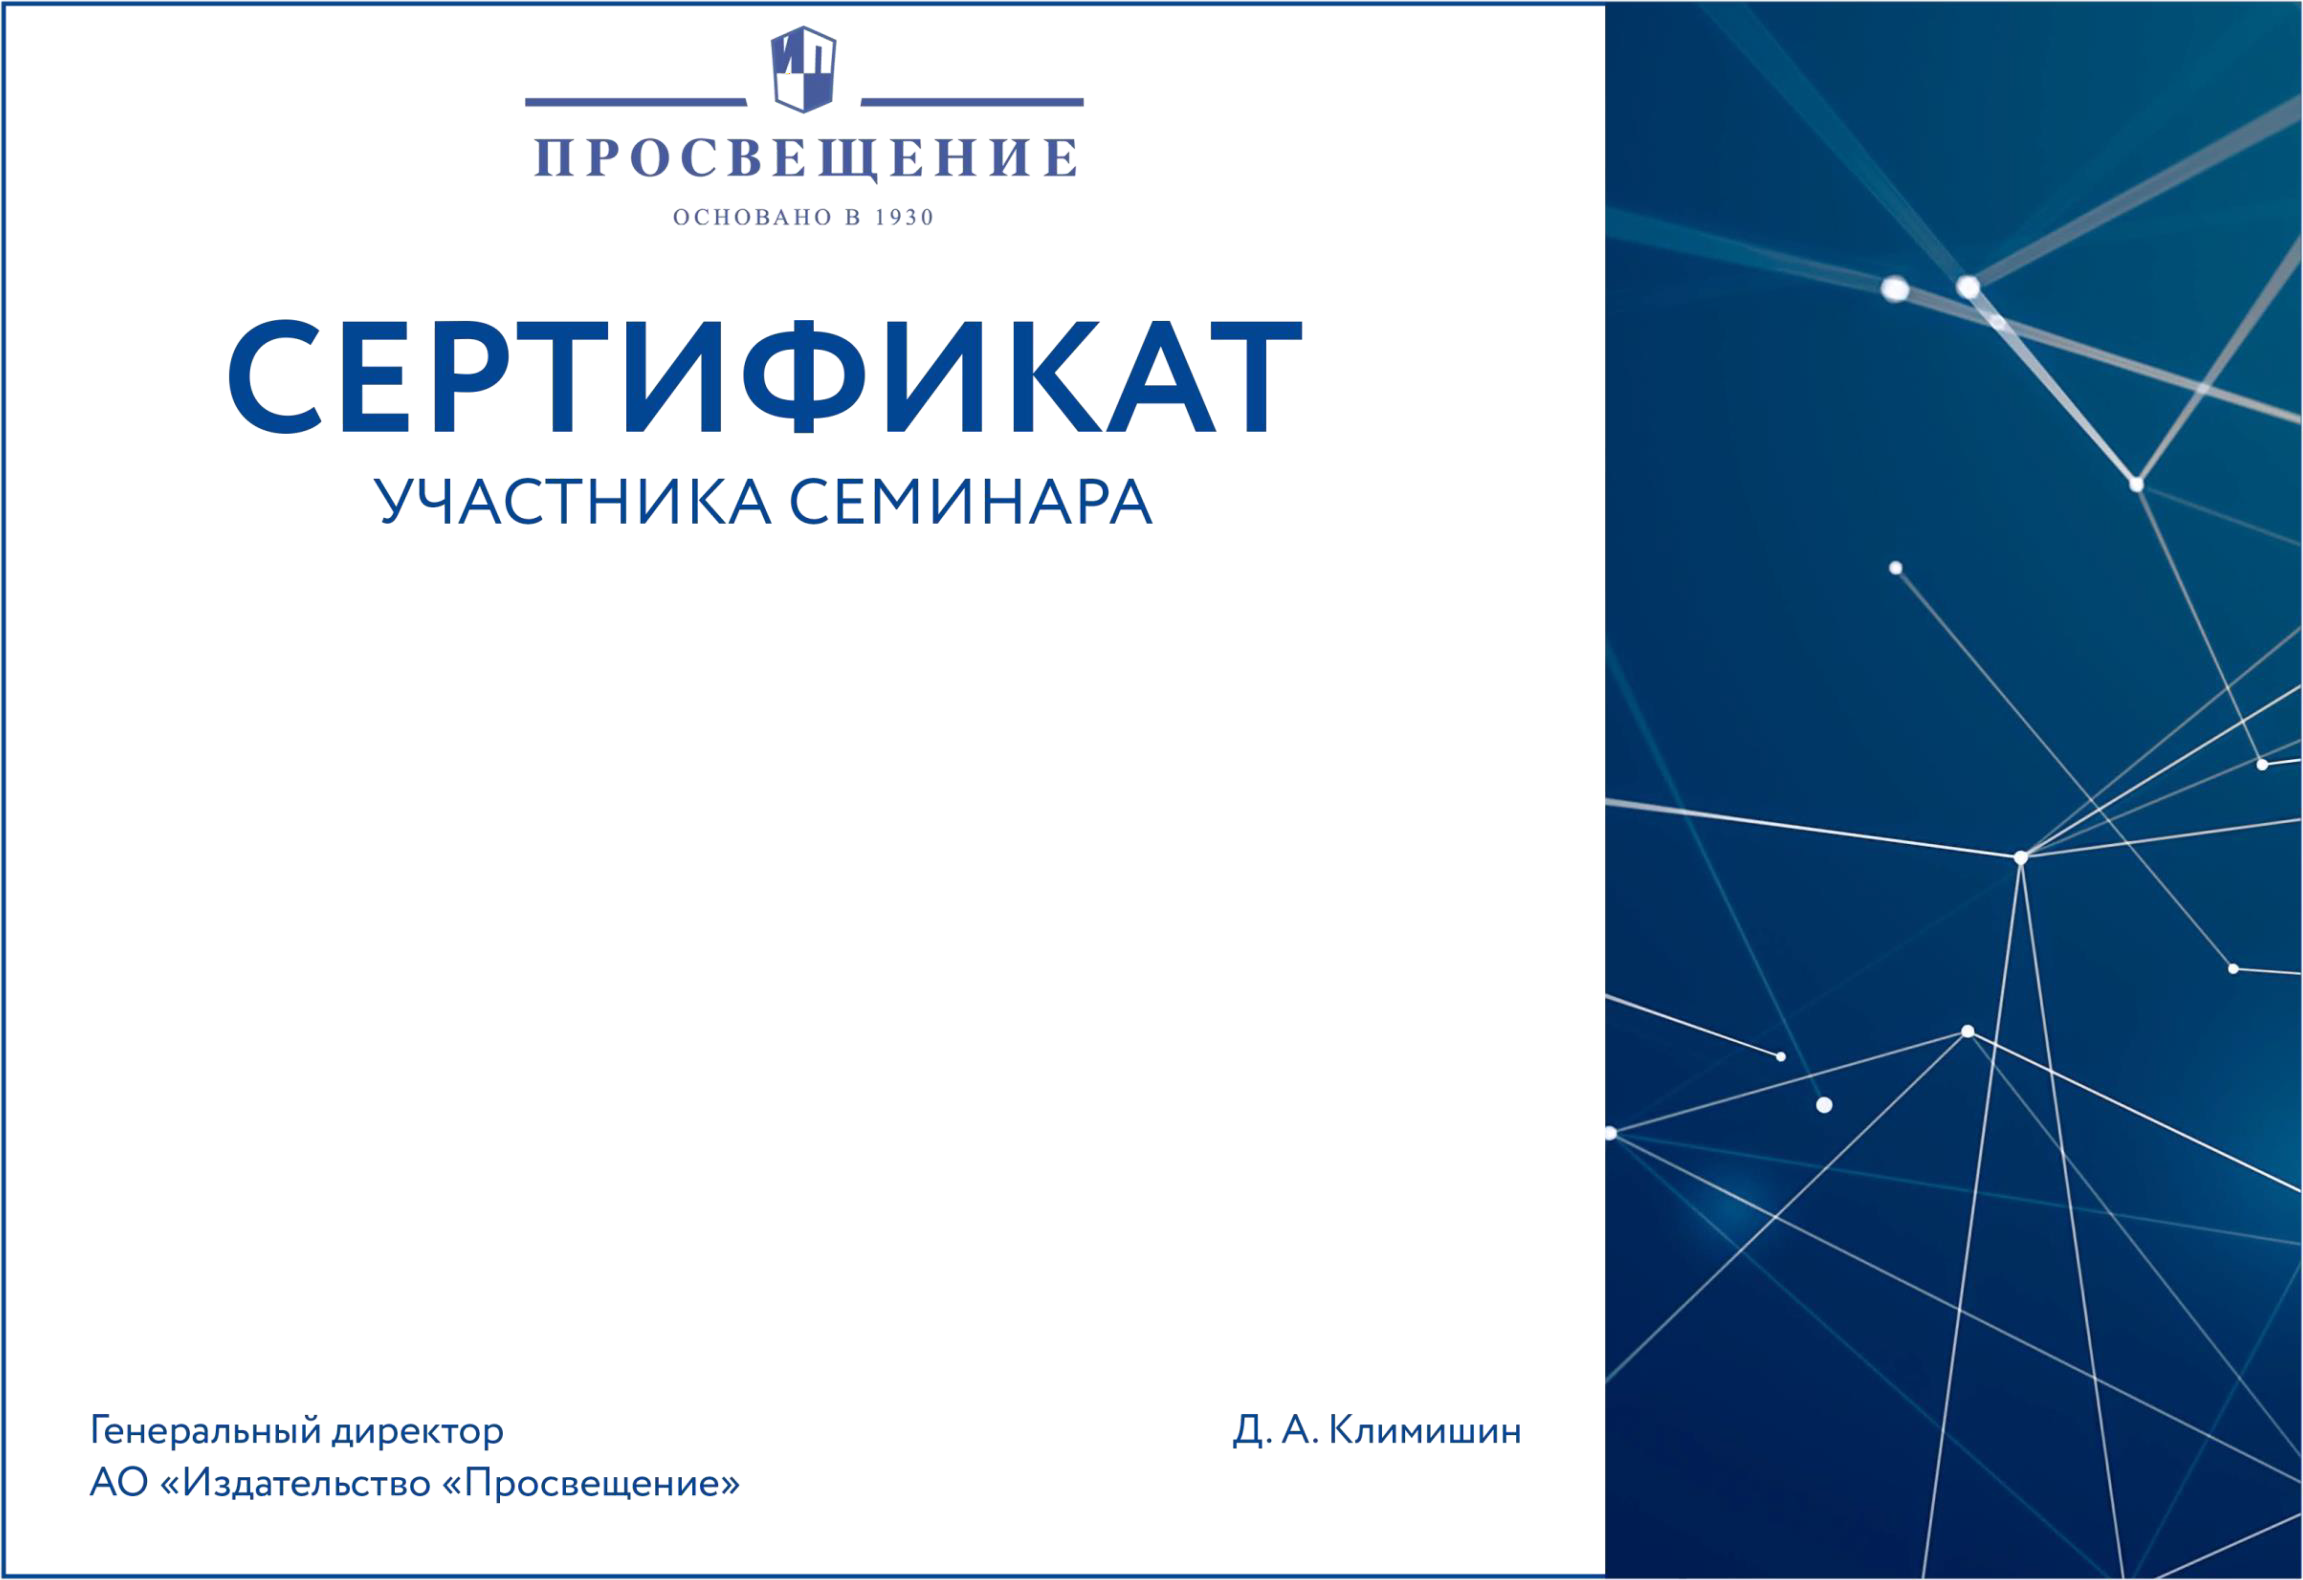 ИП
ПРОСВЕЩЕНИЕ
ОСНОВАНО В 1930
СЕРТИФИКАТ
УЧАСТНИКА СЕМИНАРА
Генеральный директор
Д. А. Климишин
АО «Издательство «Просвещение»